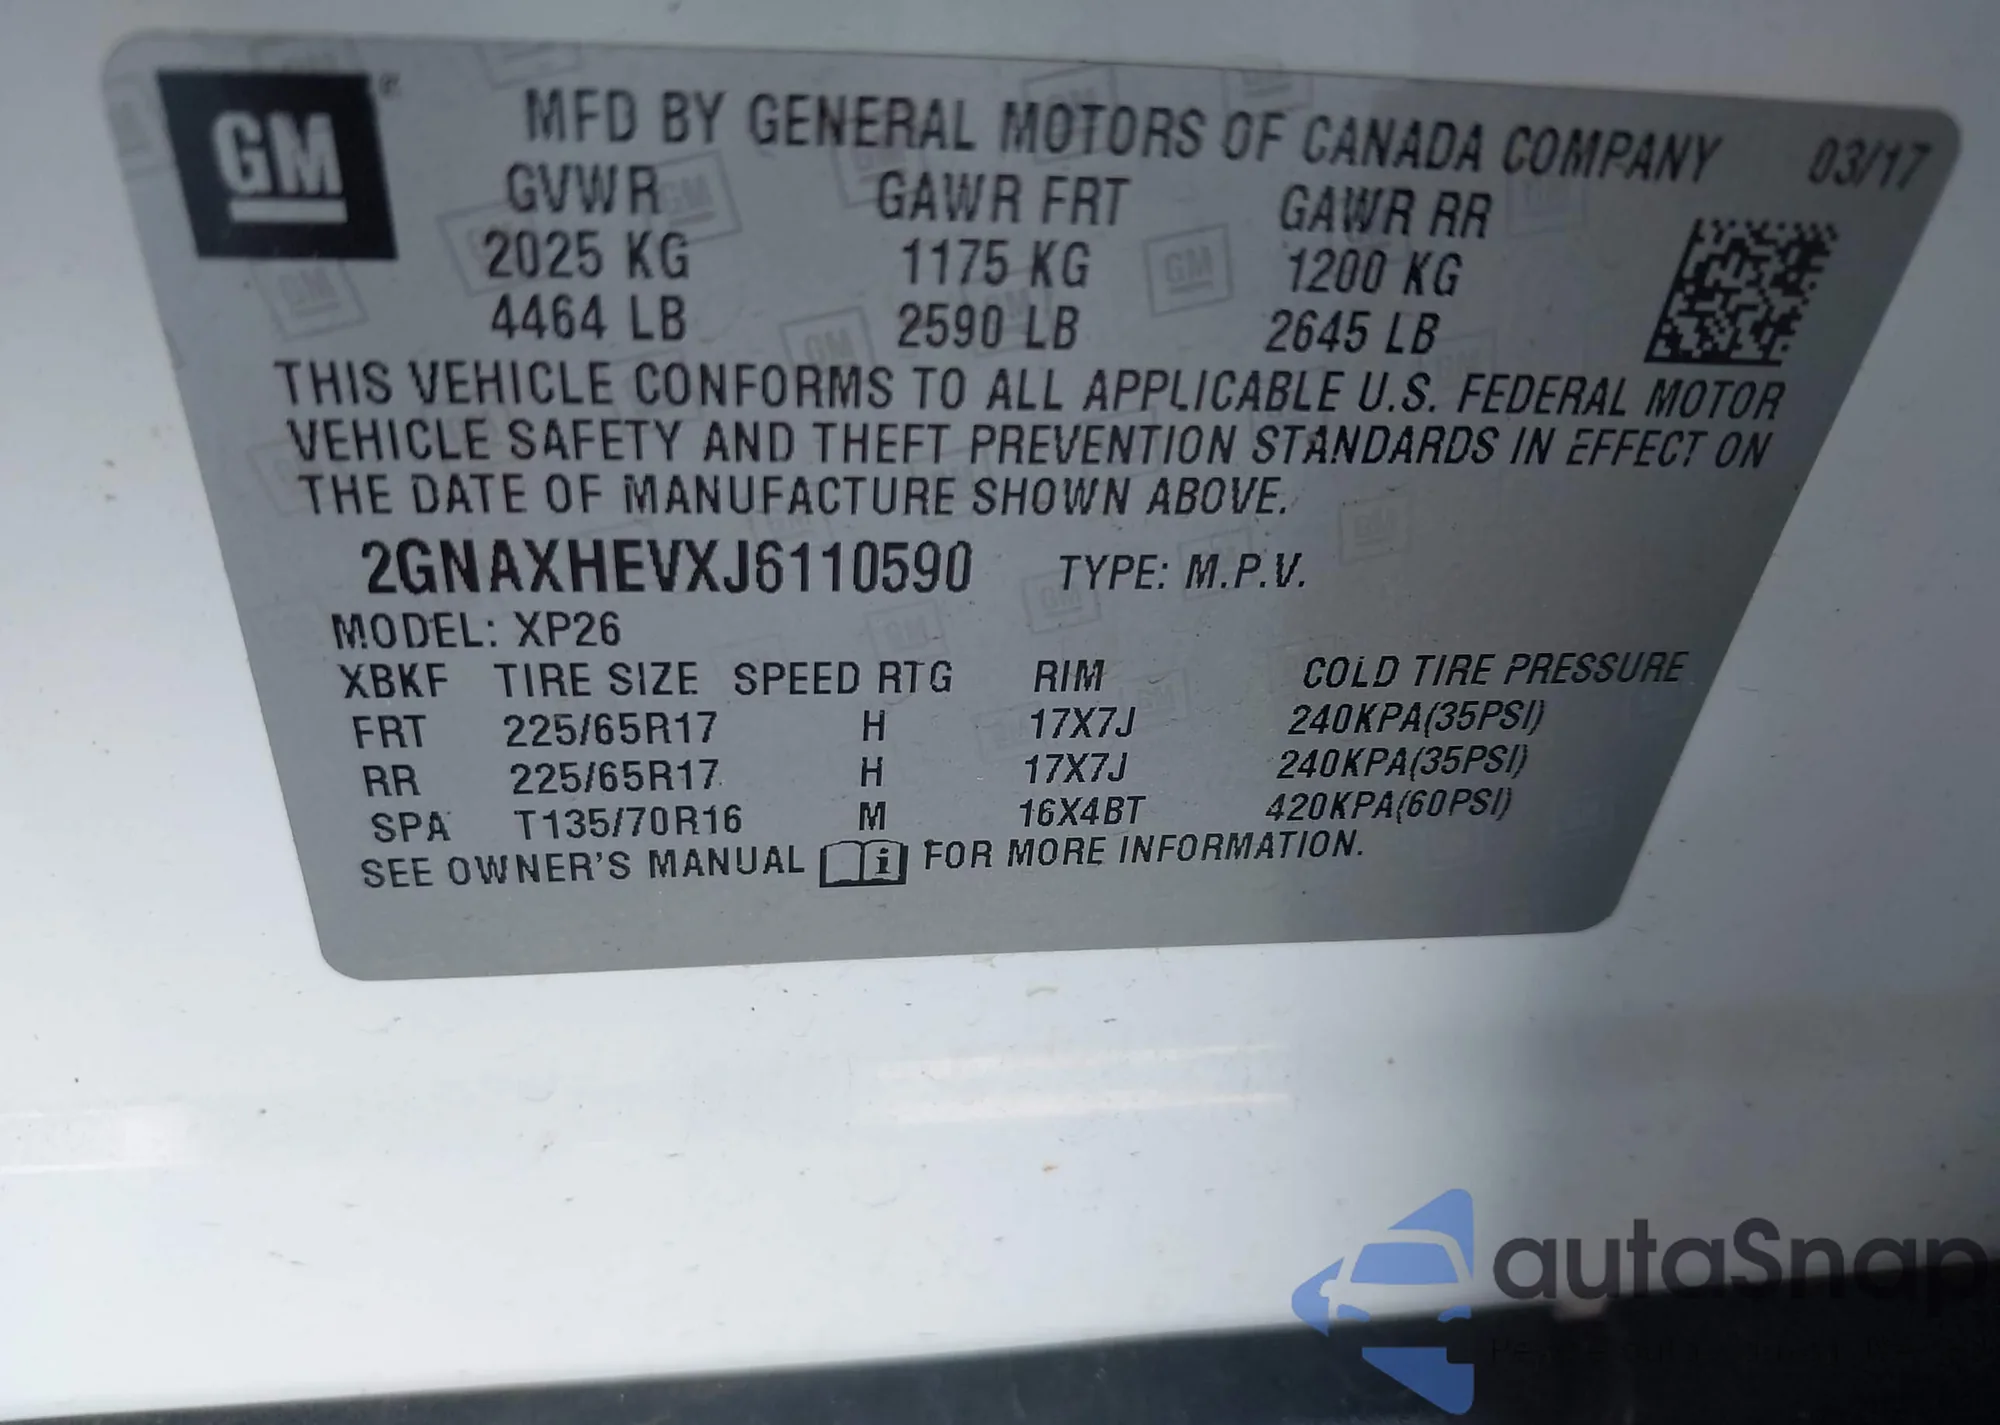 GM
MFD BY GENERAL MOTORS OF CANADA COMPANY 03/17
GVWR GAWR FRT GAWR RR
2025 KG 1175 KG 1200 KG
4464 LB 2590 LB 2645 LB
THIS VEHICLE CONFORMS TO ALL APPLICABLE U.S. FEDERAL MOTOR
VEHICLE SAFETY AND THEFT PREVENTION STANDARDS IN EFFECT ON
THE DATE OF MANUFACTURE SHOWN ABOVE.
2GNAXHEVXJ6110590 TYPE: M.P.V.
MODEL: XP26
XBKF TIRE SIZE SPEED RTG RIM COLD TIRE PRESSURE
FRT 225/65R17 H 17X7J 240KPA(35PSI)
RR 225/65R17 H 17X7J 240KPA(35PSI)
SPA T135/70R16 M 16X4BT 420KPA(60PSI)
SEE OWNER'S MANUAL i FOR MORE INFORMATION.
autaSnap